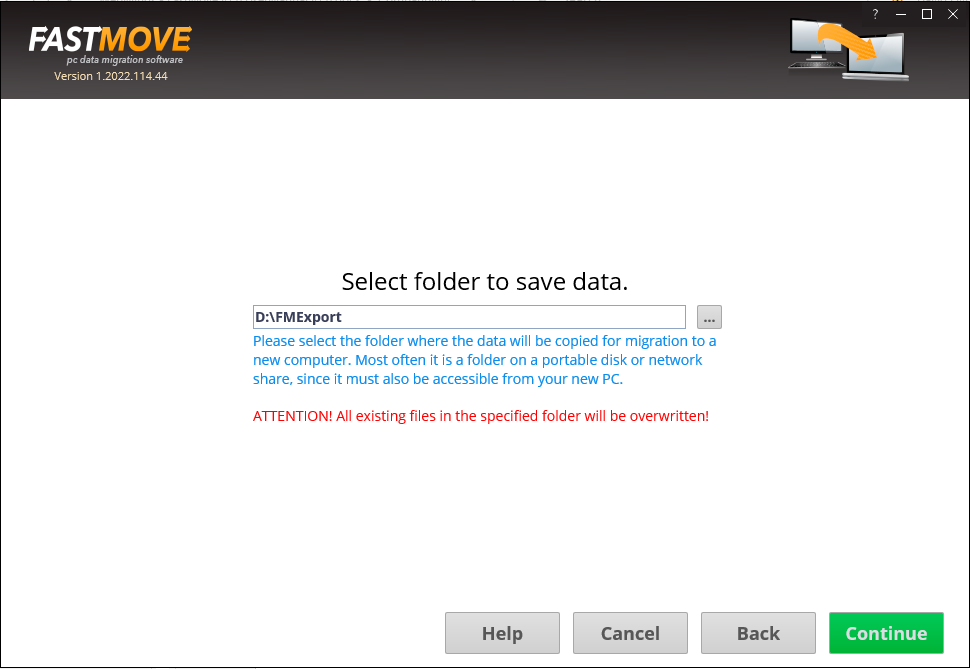 ?
FASTMOVE
pc data migration software
Version 1.2022.114.44
Select folder to save data.
D:\FMExport
...
Please select the folder where the data will be copied for migration to a
new computer. Most often it is a folder on a portable disk or network
share, since it must also be accessible from your new PC.
ATTENTION! All existing files in the specified folder will be overwritten!
Help
Cancel
Back
Continue